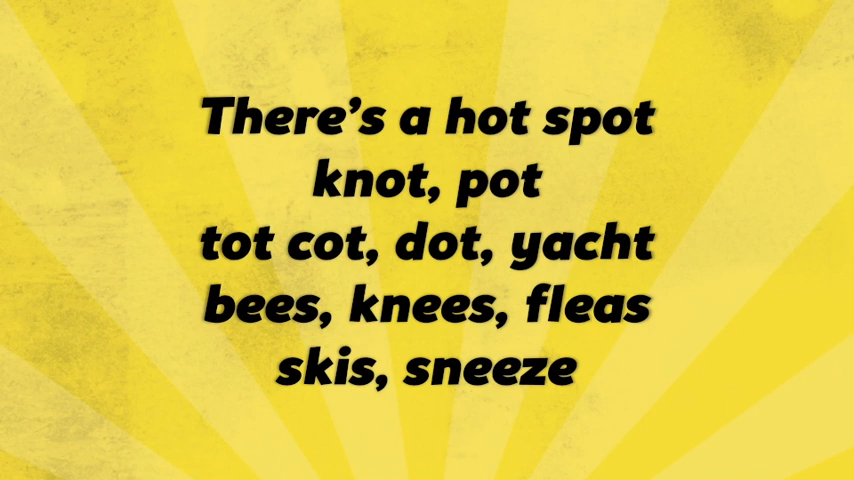 There's a hot spot
knot, pot
tot cot, dot, yacht
bees, knees, fleas
skis, sneeze